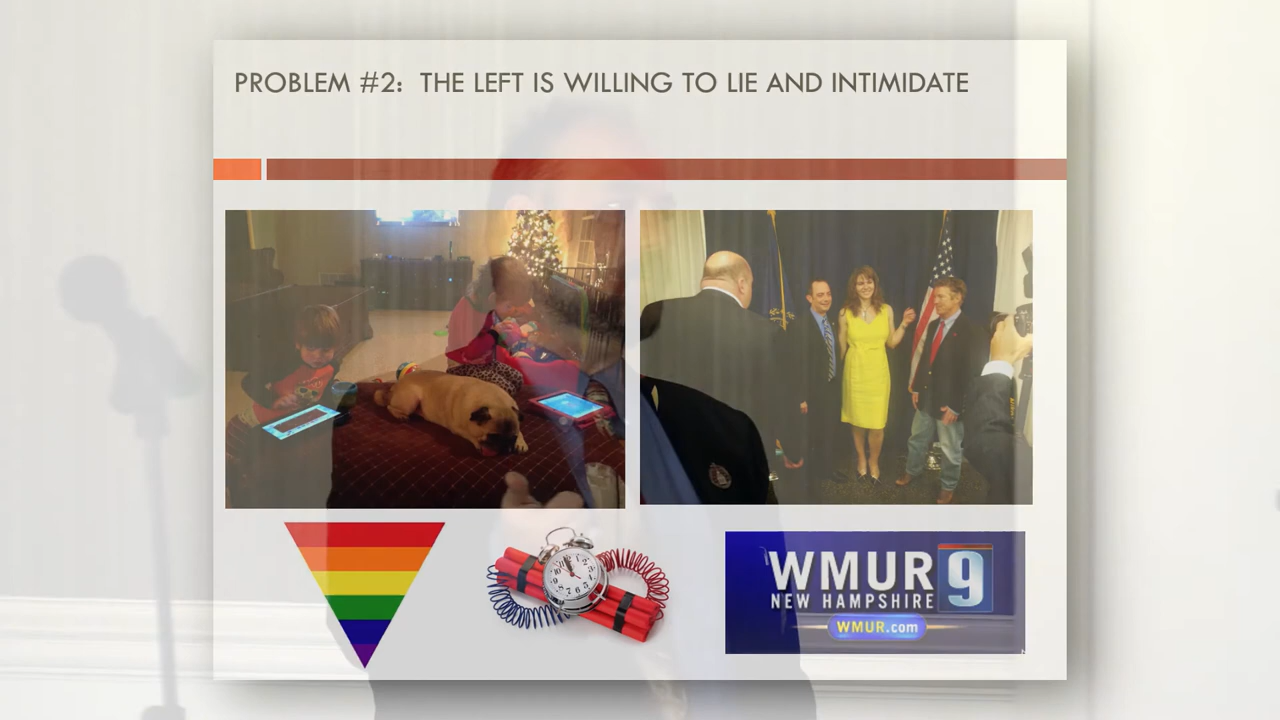 PROBLEM #2: THE LEFT IS WILLING TO LIE AND INTIMIDATE
WMUR 9
NEW HAMPSHIRE
WMUR.com